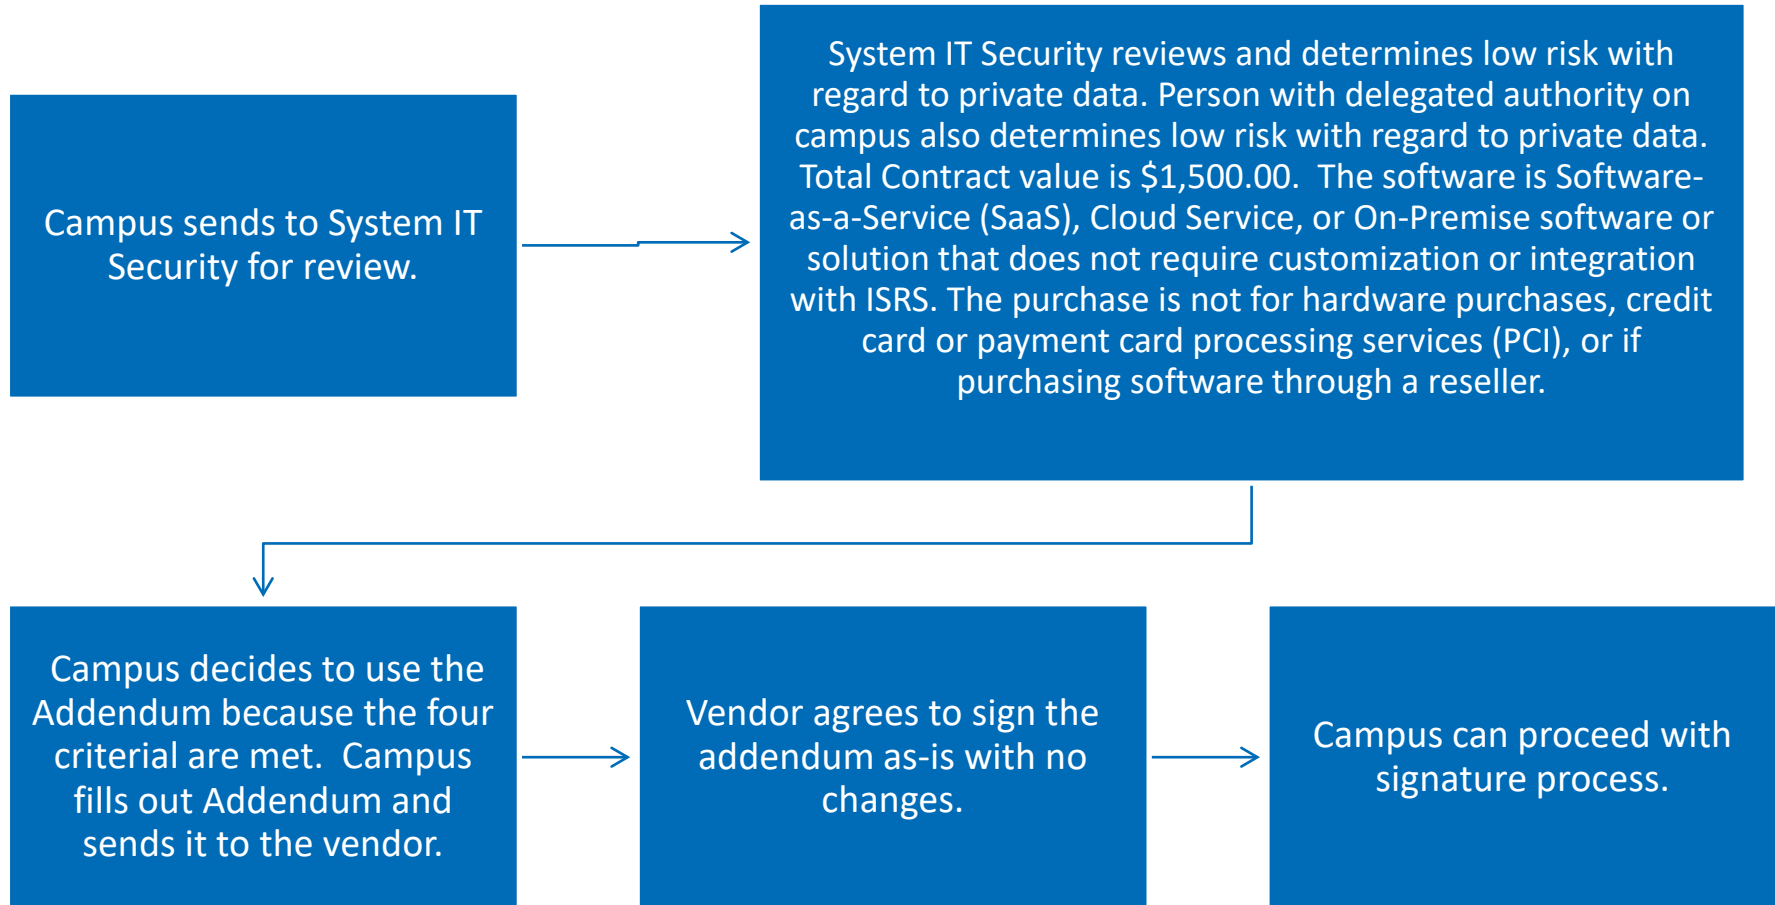 Campus sends to System IT
Security for review.
System IT Security reviews and determines low risk with
regard to private data. Person with delegated authority on
campus also determines low risk with regard to private data.
Total Contract value is $1,500.00.  The software is Software-
as-a-Service (SaaS), Cloud Service, or On-Premise software or
solution that does not require customization or integration
with ISRS. The purchase is not for hardware purchases, credit
card or payment card processing services (PCI), or if
purchasing software through a reseller.
Campus decides to use the
Addendum because the four
criterial are met.  Campus
fills out Addendum and
sends it to the vendor.
Vendor agrees to sign the
addendum as-is with no
changes.
Campus can proceed with
signature process.